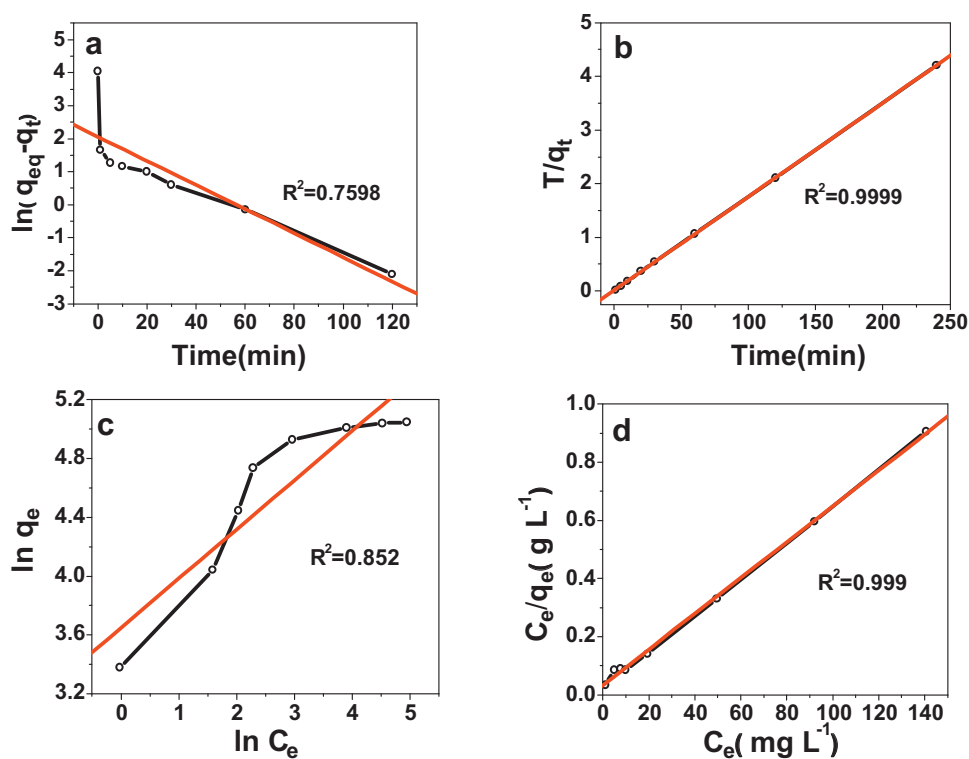 a
5
4
3
2
1
0
-1
-2
-3
ln( q_eq-q_t)
R²=0.7598
0 20 40 60 80 100 120
Time(min)
b
5
4
3
2
1
0
T/q_t
R²=0.9999
0 50 100 150 200 250
Time(min)
c
5.2
4.8
4.4
4.0
3.6
3.2
ln q_e
R²=0.852
0 1 2 3 4 5
ln C_e
d
1.0
0.8
0.6
0.4
0.2
0.0
C_e/q_e( g L⁻¹)
R²=0.999
0 20 40 60 80 100 120 140
C_e( mg L⁻¹)